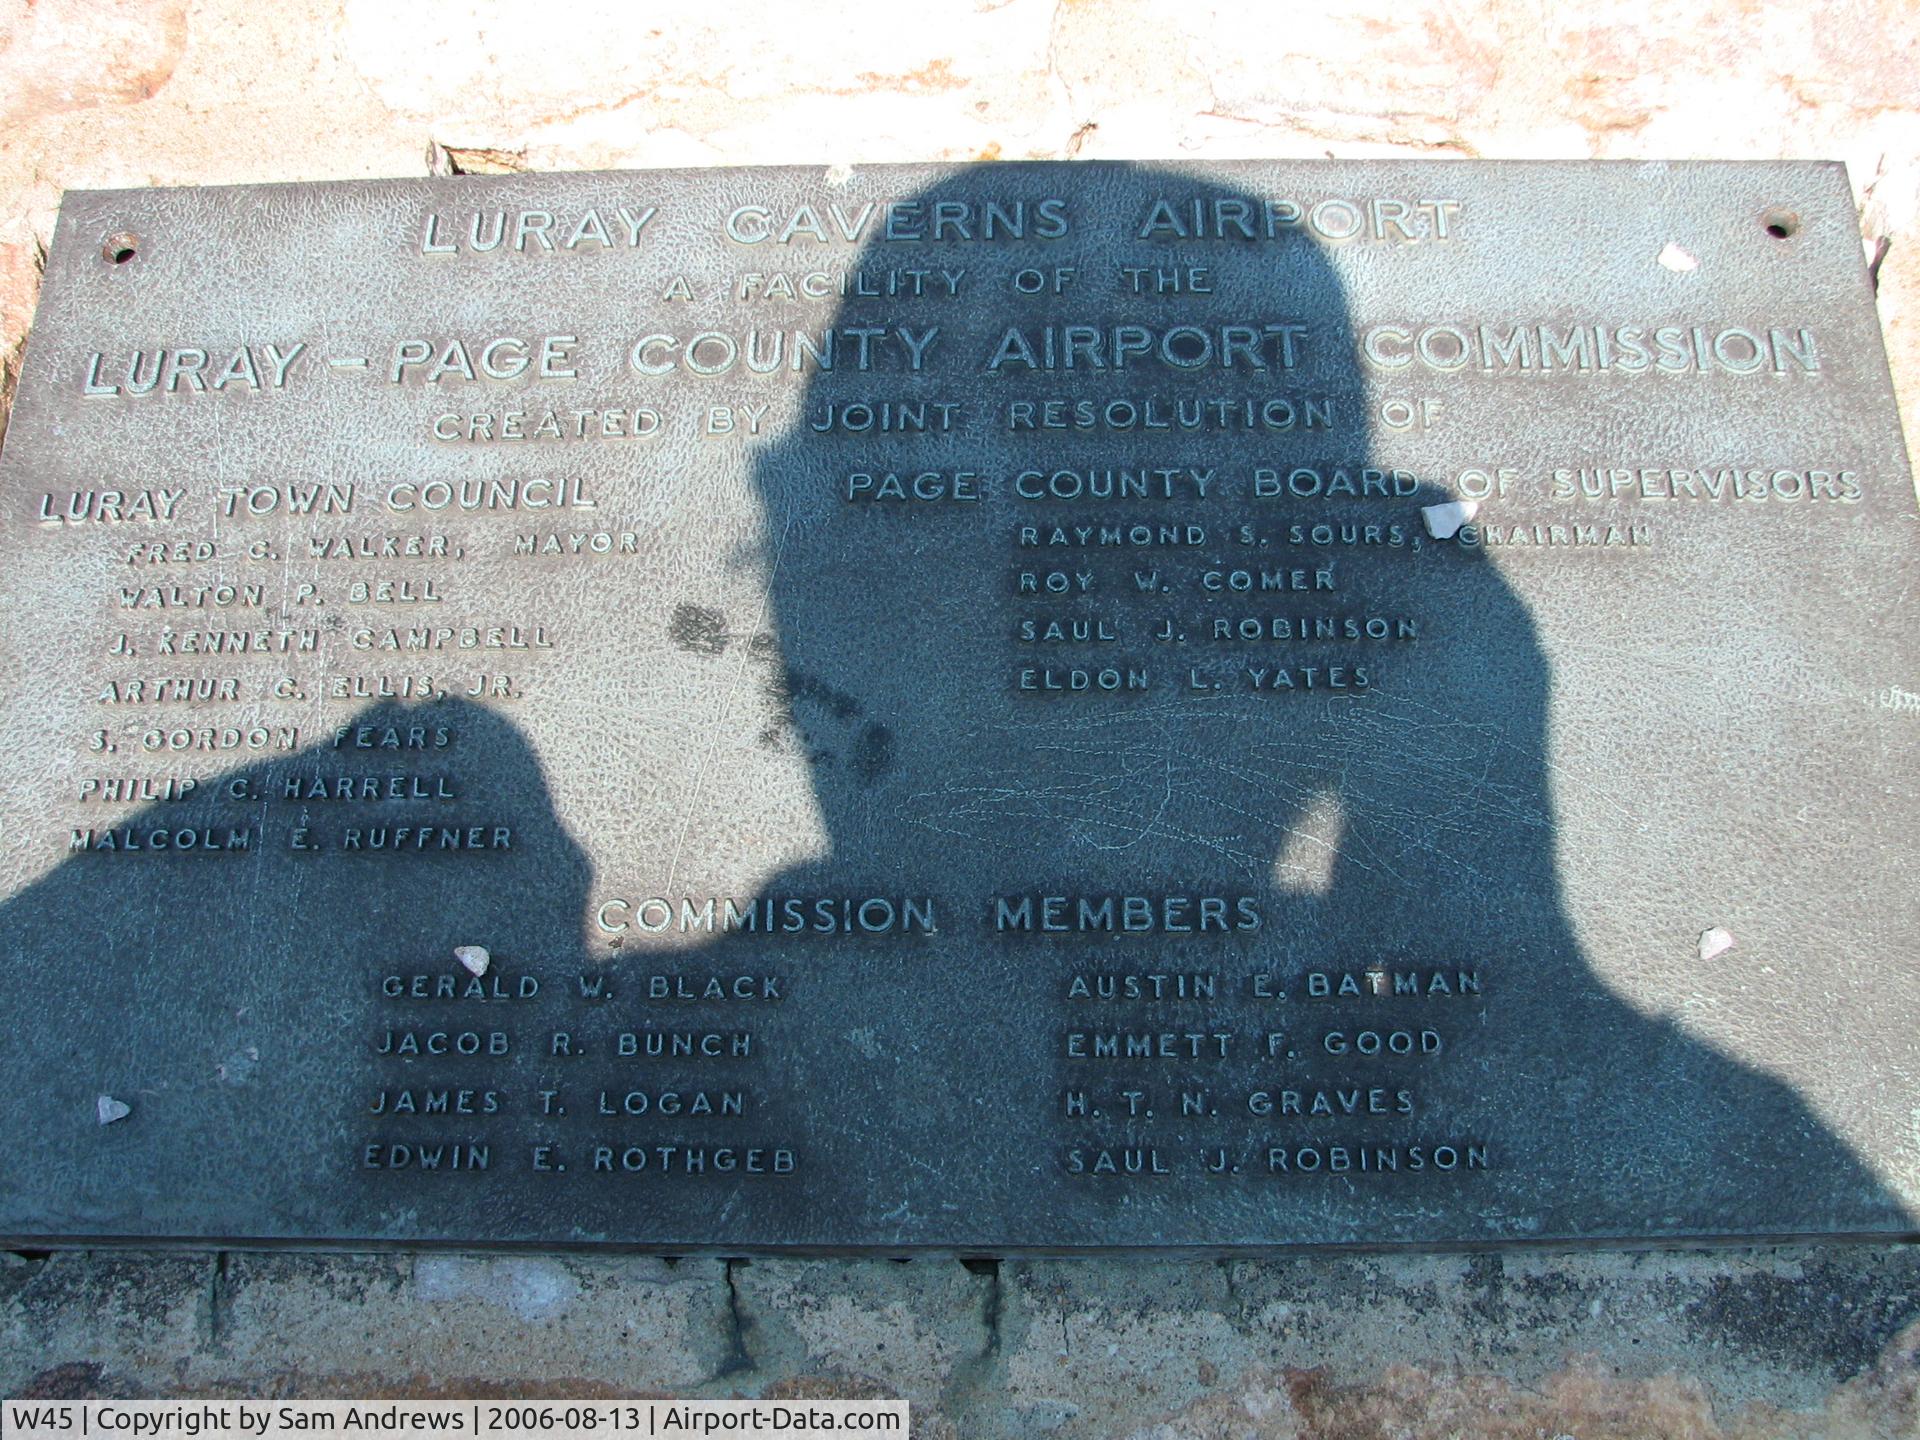 LURAY CAVERNS AIRPORT
A FACILITY OF THE
LURAY - PAGE COUNTY AIRPORT COMMISSION
CREATED BY JOINT RESOLUTION OF
LURAY TOWN COUNCIL
FRED C. WALKER, MAYOR
WALTON P. BELL
J. KENNETH CAMPBELL
ARTHUR C. ELLIS, JR.
S. GORDON FEARS
PHILIP C. HARRELL
MALCOLM E. RUFFNER
PAGE COUNTY BOARD OF SUPERVISORS
RAYMOND S. SOURS, CHAIRMAN
ROY W. COMER
SAUL J. ROBINSON
ELDON L. YATES
COMMISSION MEMBERS
GERALD W. BLACK
JACOB R. BUNCH
JAMES T. LOGAN
EDWIN E. ROTHGEB
AUSTIN E. BATMAN
EMMETT F. GOOD
H. T. N. GRAVES
SAUL J. ROBINSON
W45 | Copyright by Sam Andrews | 2006-08-13 | Airport-Data.com